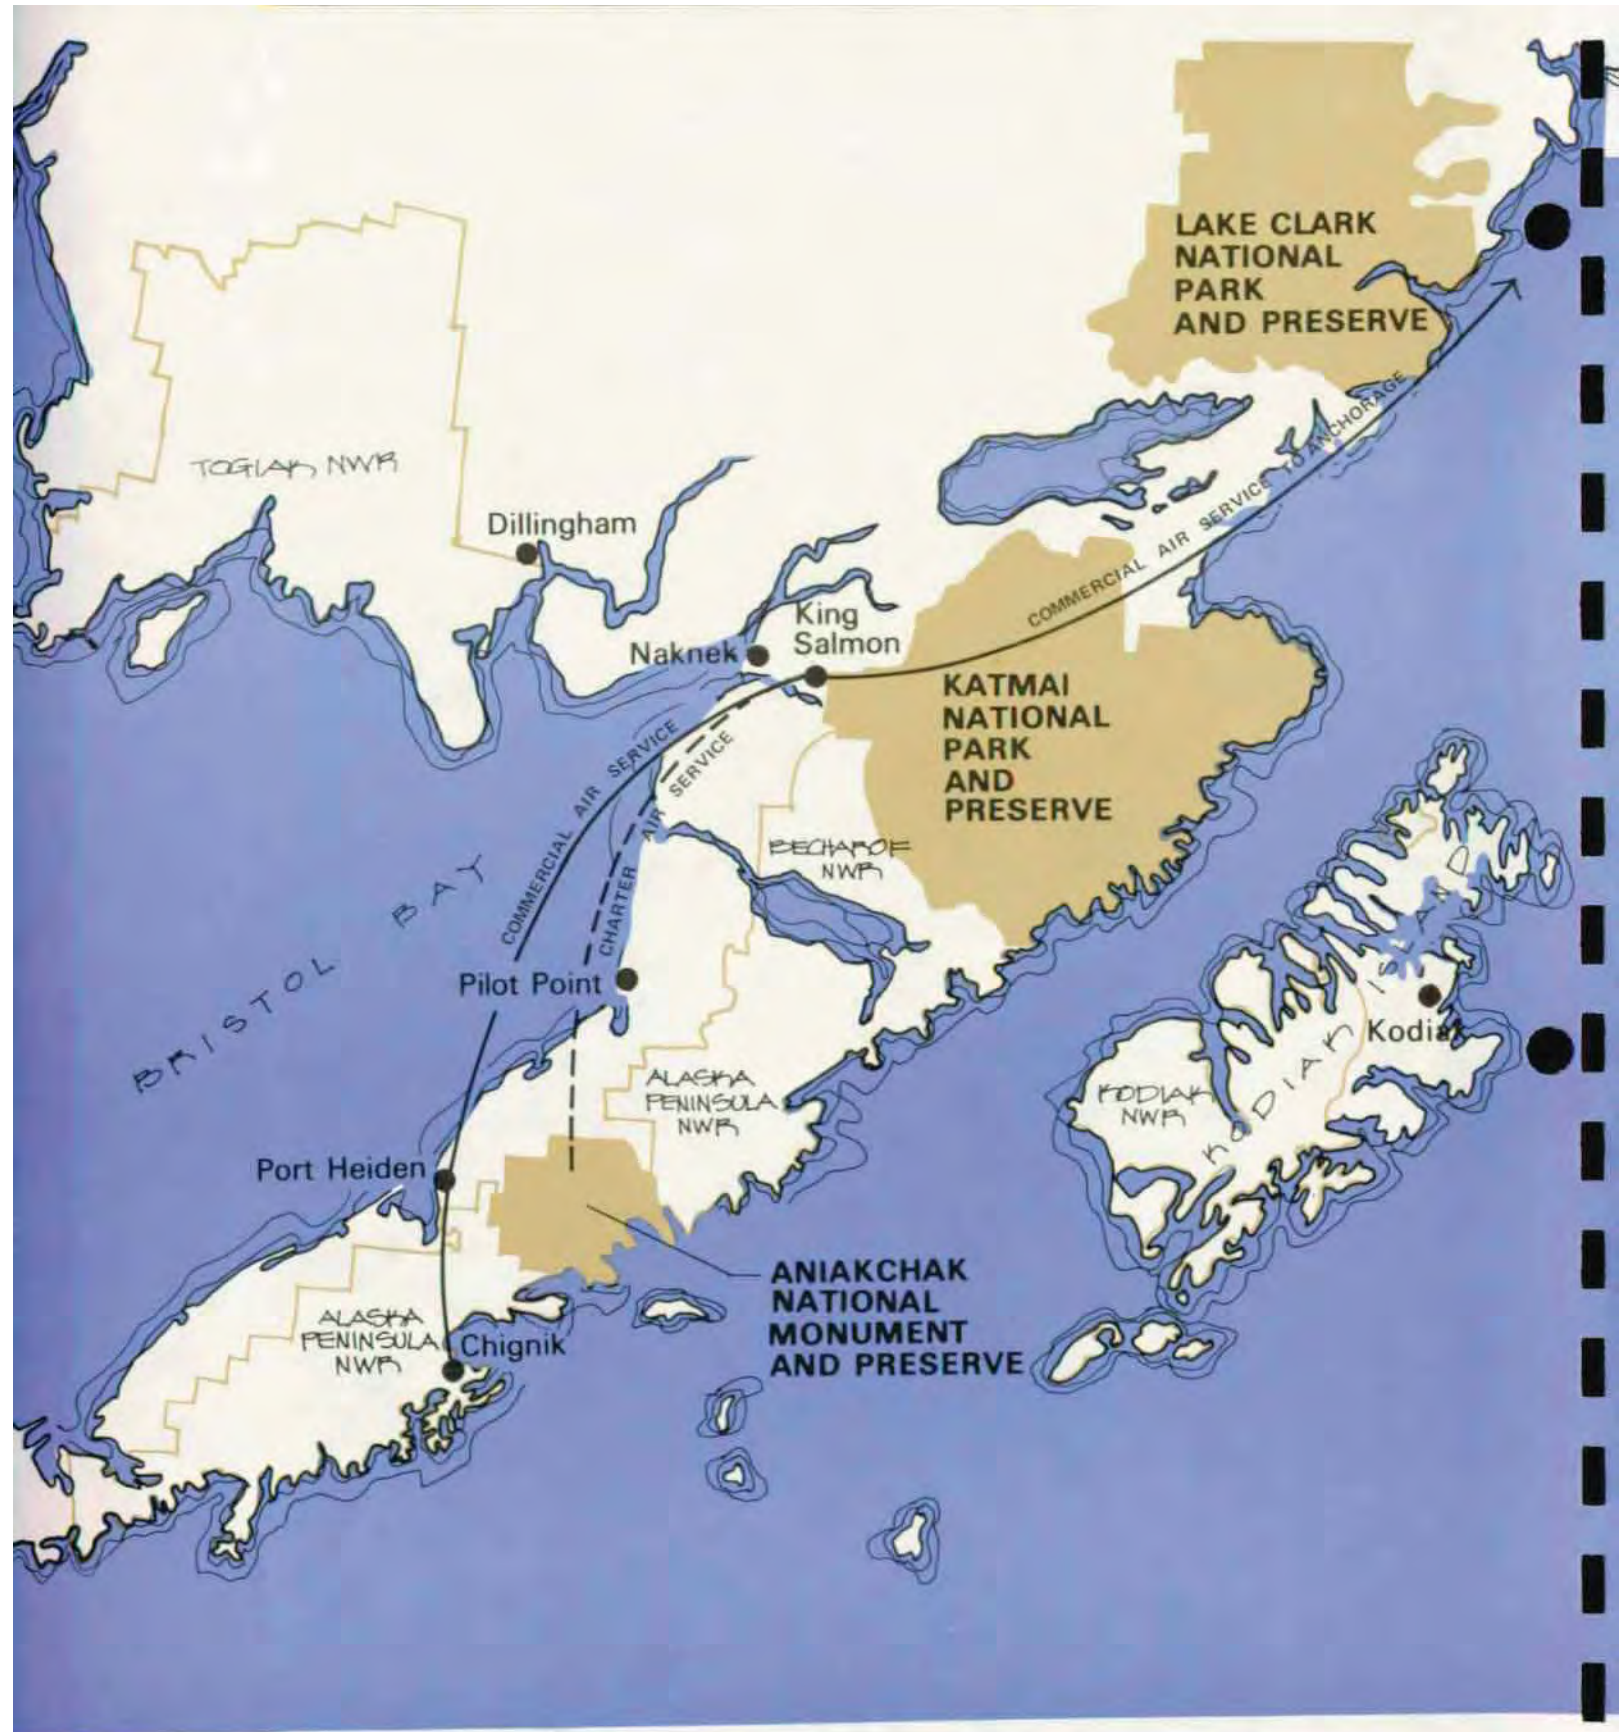 LAKE CLARK
NATIONAL
PARK
AND PRESERVE
COMMERCIAL AIR SERVICE TO ANCHORAGE
TOGIAK NWR
Dillingham
King
Salmon
Naknek
KATMAI
NATIONAL
PARK
AND
PRESERVE
COMMERCIAL AIR SERVICE
CHARTER AIR SERVICE
BECHAROF
NWR
BRISTOL BAY
Pilot Point
KODIAK ISLAND
Kodiak
KODIAK
NWR
ALASKA
PENINSULA
NWR
Port Heiden
ANIAKCHAK
NATIONAL
MONUMENT
AND PRESERVE
ALASKA
PENINSULA
NWR
Chignik